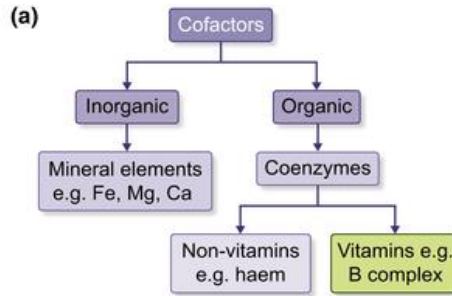 (a)
Cofactors
Inorganic
Organic
Mineral elements
e.g. Fe, Mg, Ca
Coenzymes
Non-vitamins
e.g. haem
Vitamins e.g.
B complex